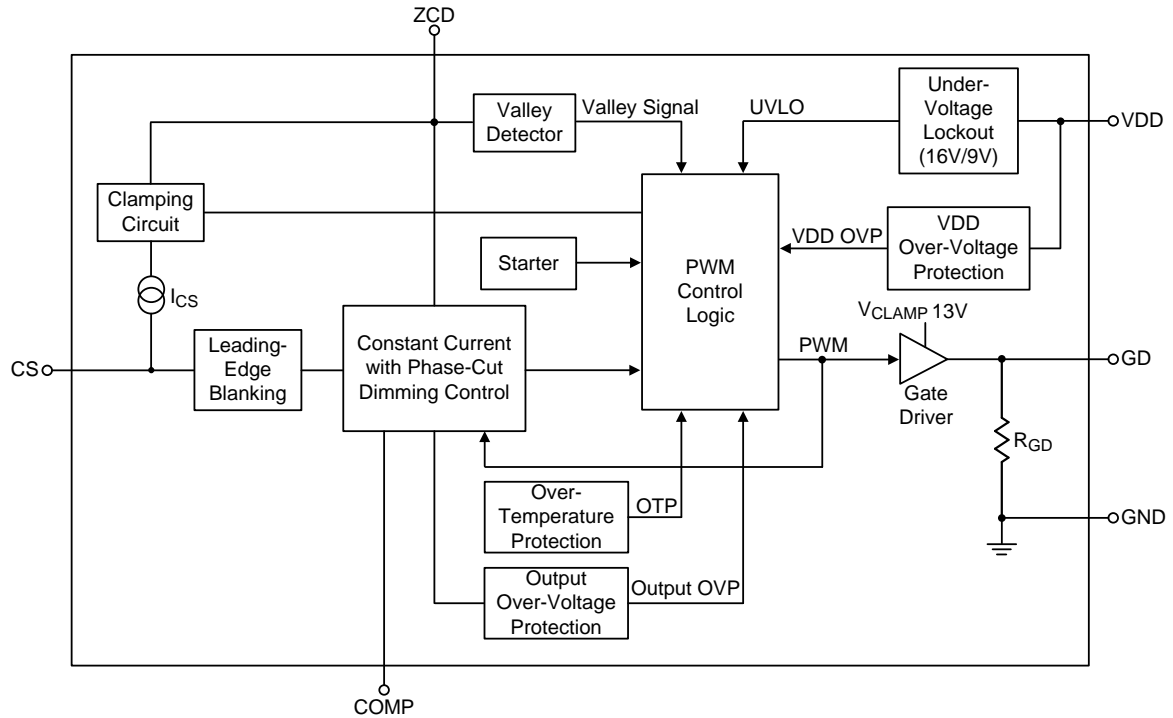 ZCD
Valley
Detector
Valley Signal
UVLO
Under-
Voltage
Lockout
(16V/9V)
VDD
Clamping
Circuit
Starter
PWM
Control
Logic
VDD OVP
VDD
Over-Voltage
Protection
ICS
VCLAMP 13V
CS
Leading-
Edge
Blanking
Constant Current
with Phase-Cut
Dimming Control
PWM
Gate
Driver
GD
RGD
Over-
Temperature
Protection
OTP
GND
Output
Over-Voltage
Protection
Output OVP
COMP